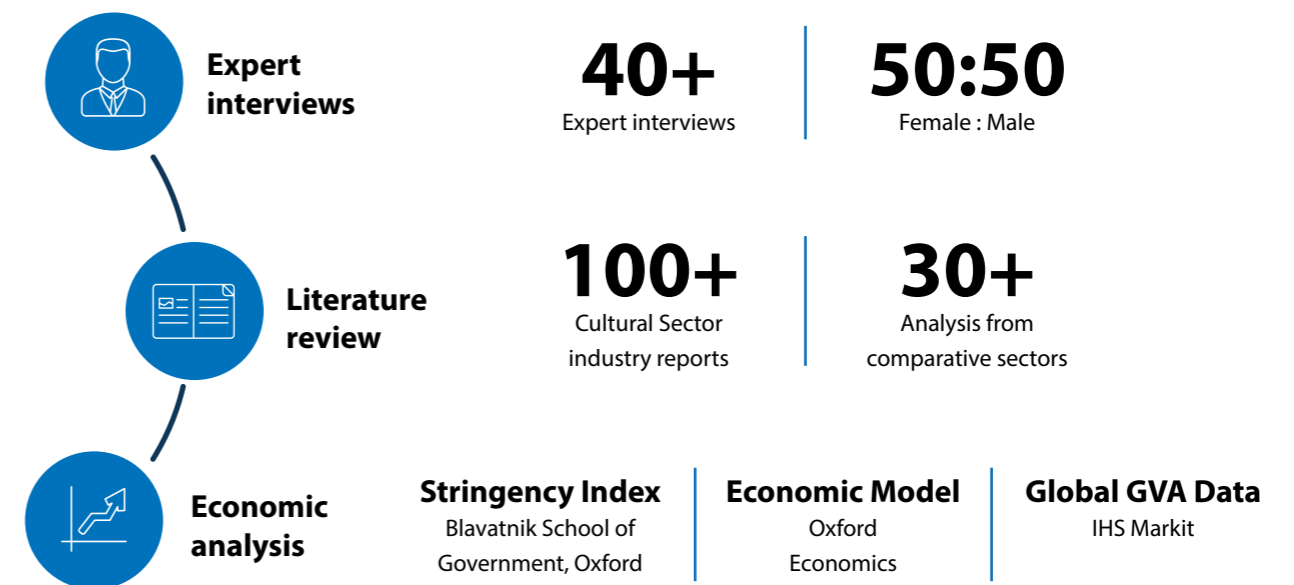 Expert
interviews
40+
Expert interviews
50:50
Female : Male
Literature
review
100+
Cultural Sector
industry reports
30+
Analysis from
comparative sectors
Economic
analysis
Stringency Index
Blavatnik School of
Government, Oxford
Economic Model
Oxford
Economics
Global GVA Data
IHS Markit